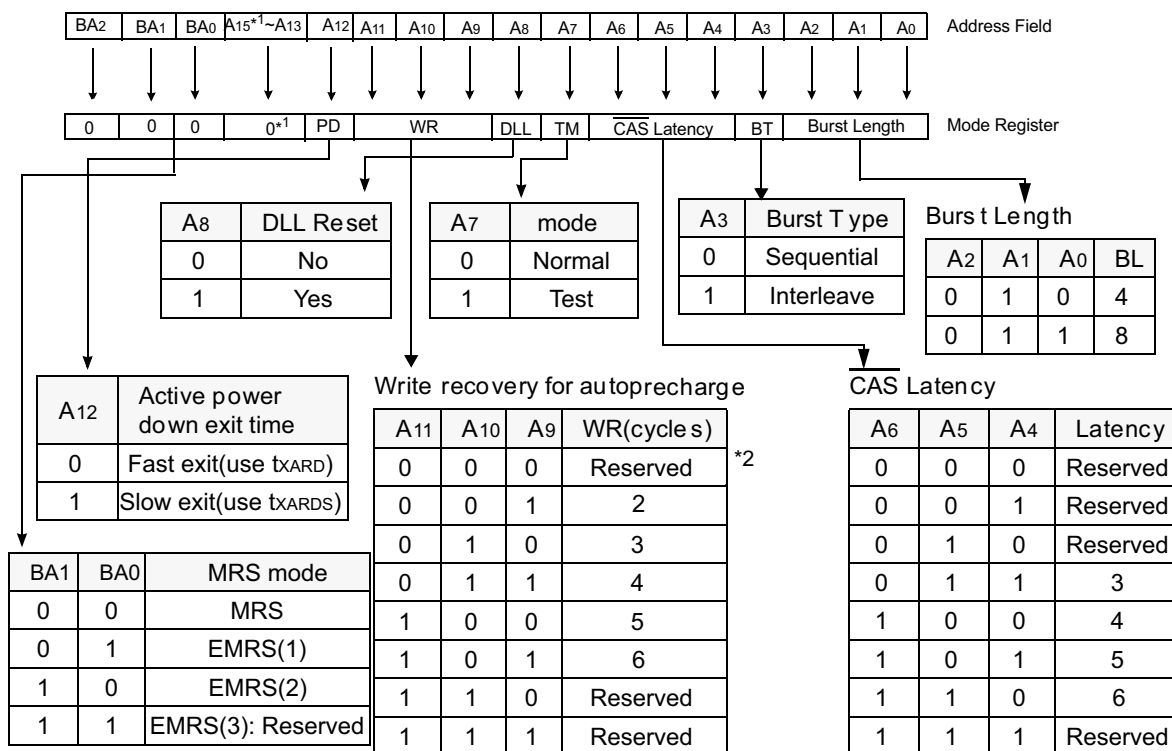 BA2 BA1 BA0 A15*1~A13 A12 A11 A10 A9 A8 A7 A6 A5 A4 A3 A2 A1 A0 Address Field
0 0 0 0*1 PD WR DLL TM CAS Latency BT Burst Length Mode Register
A8 DLL Reset
0 No
1 Yes
A7 mode
0 Normal
1 Test
A3 Burst Type
0 Sequential
1 Interleave
Burst Length
A2 A1 A0 BL
0 1 0 4
0 1 1 8
A12 Active power down exit time
0 Fast exit(use tXARD)
1 Slow exit(use tXARDS)
Write recovery for autoprecharge
A11 A10 A9 WR(cycles)
0 0 0 Reserved *2
0 0 1 2
0 1 0 3
0 1 1 4
1 0 0 5
1 0 1 6
1 1 0 Reserved
1 1 1 Reserved
CAS Latency
A6 A5 A4 Latency
0 0 0 Reserved
0 0 1 Reserved
0 1 0 Reserved
0 1 1 3
1 0 0 4
1 0 1 5
1 1 0 6
1 1 1 Reserved
BA1 BA0 MRS mode
0 0 MRS
0 1 EMRS(1)
1 0 EMRS(2)
1 1 EMRS(3): Reserved